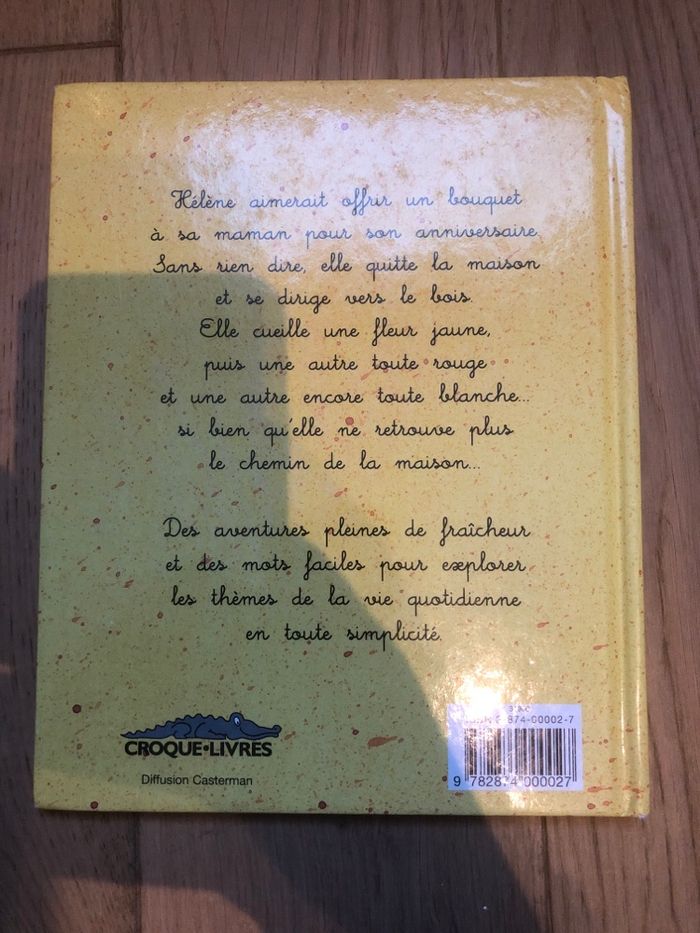 Hélène aimerait offrir un bouquet
à sa maman pour son anniversaire.
Sans rien dire, elle quitte la maison
et se dirige vers le bois.
Elle cueille une fleur jaune,
puis une autre toute rouge
et une autre encore toute blanche...
si bien qu'elle ne retrouve plus
le chemin de la maison...
Des aventures pleines de fraîcheur
et des mots faciles pour explorer
les thèmes de la vie quotidienne
en toute simplicité.
CROQUE•LIVRES
Diffusion Casterman
874-00002-7
9 782874 000027